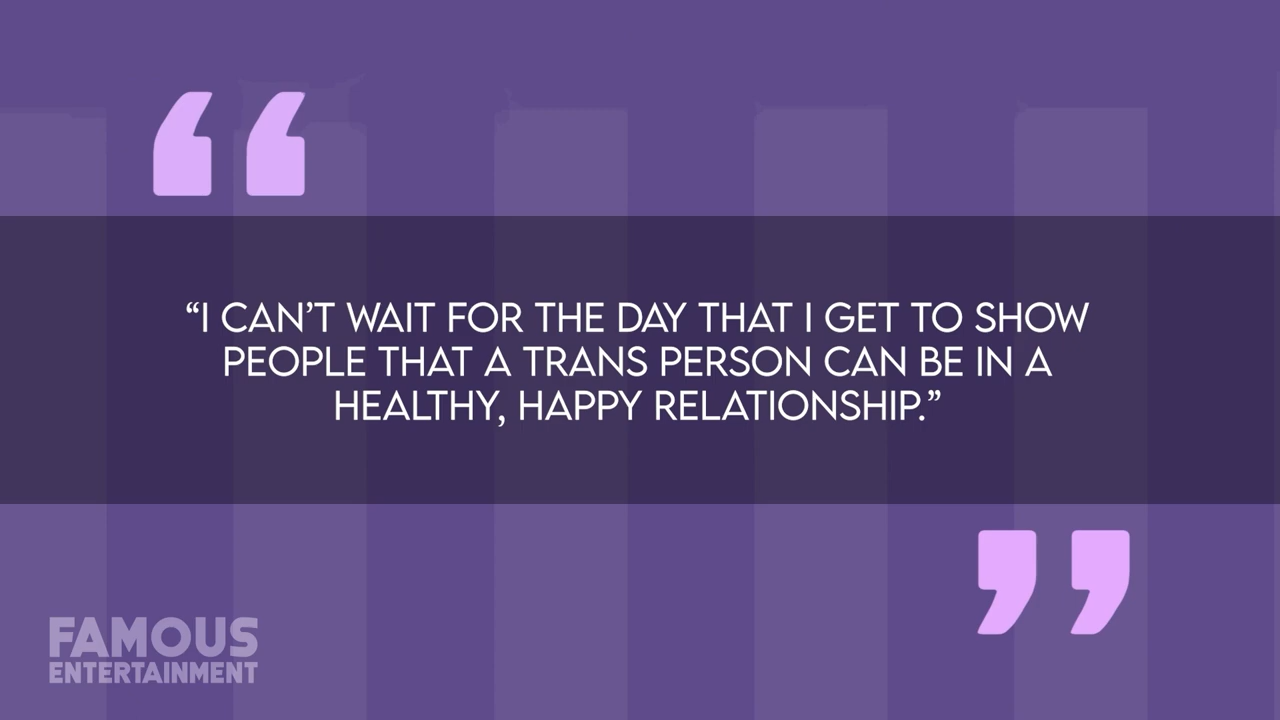 “I CAN’T WAIT FOR THE DAY THAT I GET TO SHOW
PEOPLE THAT A TRANS PERSON CAN BE IN A
HEALTHY, HAPPY RELATIONSHIP.”
FAMOUS
ENTERTAINMENT